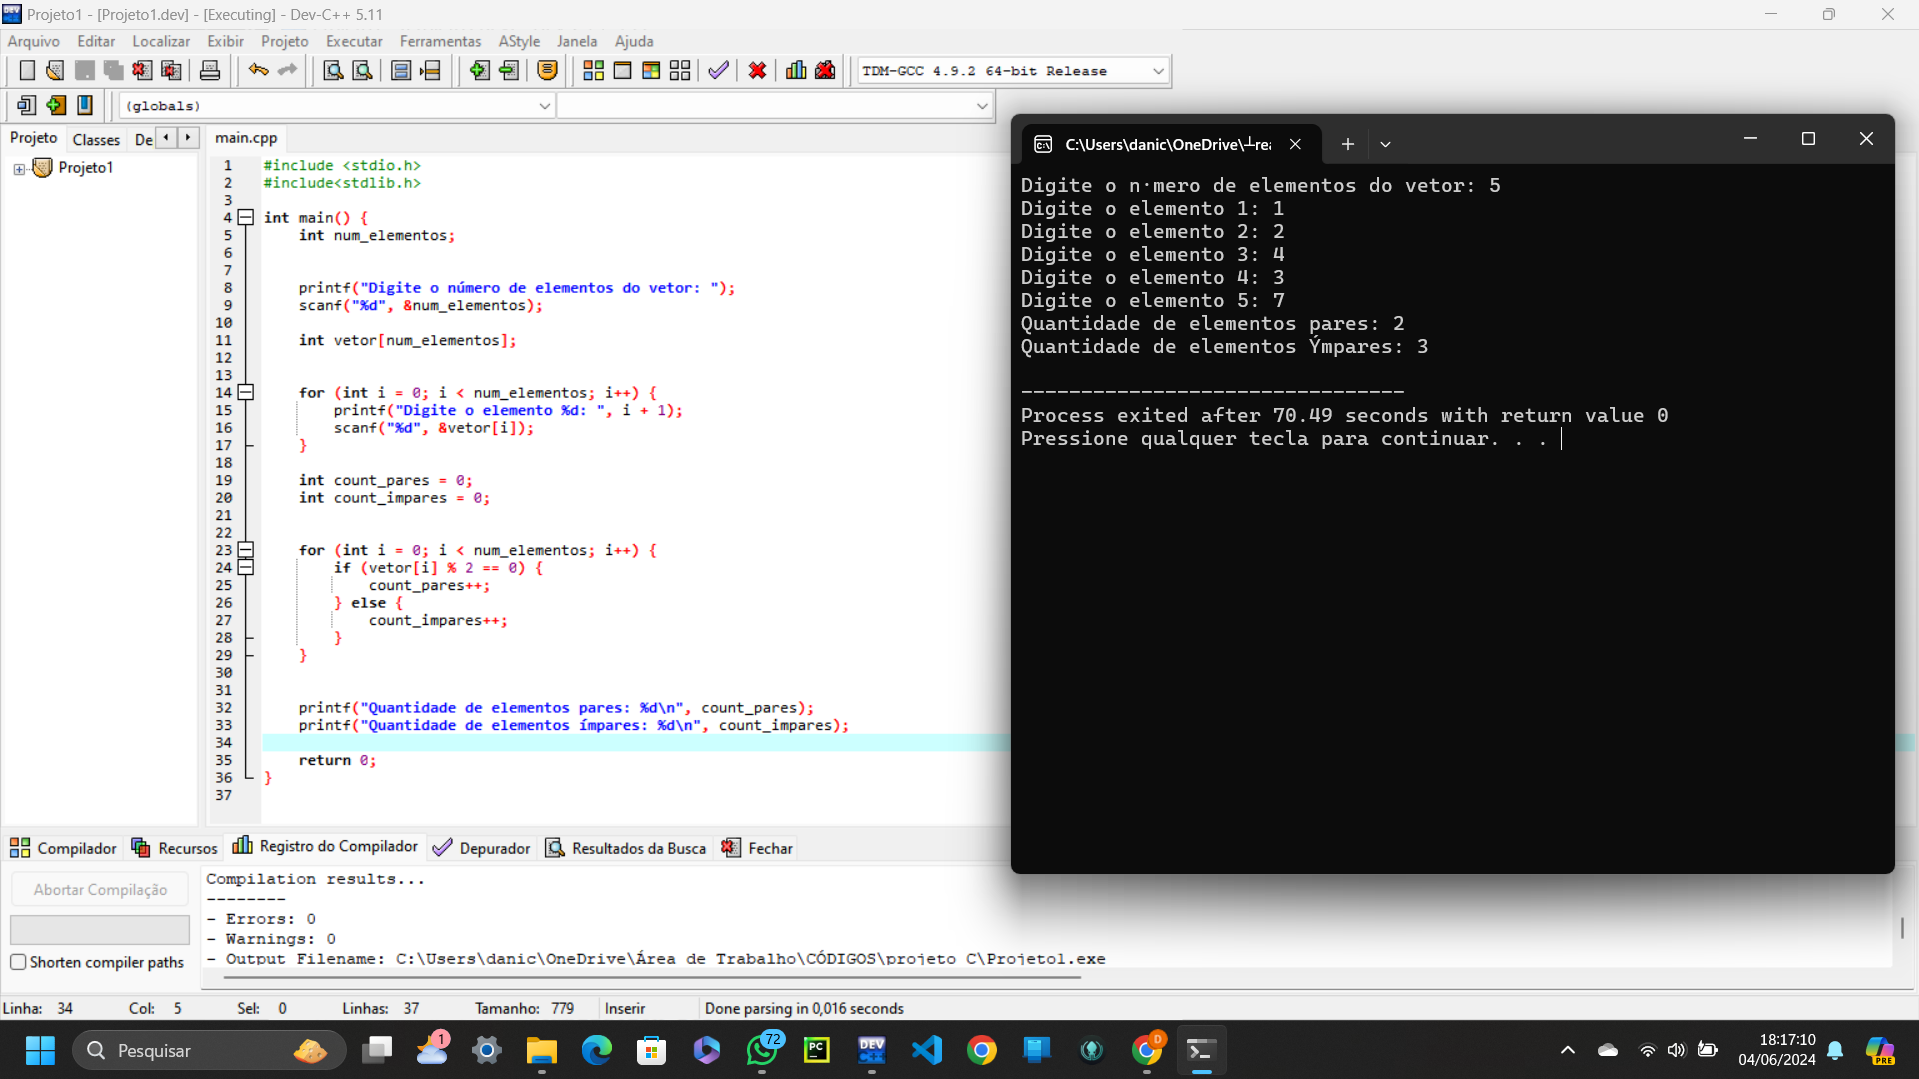 Projeto1 - [Projeto1.dev] - [Executing] - Dev-C++ 5.11
Arquivo Editar Localizar Exibir Projeto Executar Ferramentas AStyle Janela Ajuda
TDM-GCC 4.9.2 64-bit Release
(globals)
Projeto Classes De
main.cpp
Projeto1
1 #include <stdio.h>
2 #include<stdlib.h>
3
4 int main() {
5 int num_elementos;
6
7
8 printf("Digite o número de elementos do vetor: ");
9 scanf("%d", &num_elementos);
10
11 int vetor[num_elementos];
12
13
14 for (int i = 0; i < num_elementos; i++) {
15 printf("Digite o elemento %d: ", i + 1);
16 scanf("%d", &vetor[i]);
17 }
18
19 int count_pares = 0;
20 int count_impares = 0;
21
22
23 for (int i = 0; i < num_elementos; i++) {
24 if (vetor[i] % 2 == 0) {
25 count_pares++;
26 } else {
27 count_impares++;
28 }
29 }
30
31
32 printf("Quantidade de elementos pares: %d\n", count_pares);
33 printf("Quantidade de elementos ímpares: %d\n", count_impares);
34
35 return 0;
36 }
37
C:\Users\danic\OneDrive\┴rea
Digite o n·mero de elementos do vetor: 5
Digite o elemento 1: 1
Digite o elemento 2: 2
Digite o elemento 3: 4
Digite o elemento 4: 3
Digite o elemento 5: 7
Quantidade de elementos pares: 2
Quantidade de elementos Ýmpares: 3
--------------------------------
Process exited after 70.49 seconds with return value 0
Pressione qualquer tecla para continuar. . .
Compilador Recursos Registro do Compilador Depurador Resultados da Busca Fechar
Abortar Compilação
Shorten compiler paths
Compilation results...
--------
- Errors: 0
- Warnings: 0
- Output Filename: C:\Users\danic\OneDrive\Área de Trabalho\CÓDIGOS\projeto C\Projeto1.exe
Linha: 34 Col: 5 Sel: 0 Linhas: 37 Tamanho: 779 Inserir Done parsing in 0,016 seconds
Pesquisar
1
72
PC
DEV
C++
D
PRE
18:17:10
04/06/2024